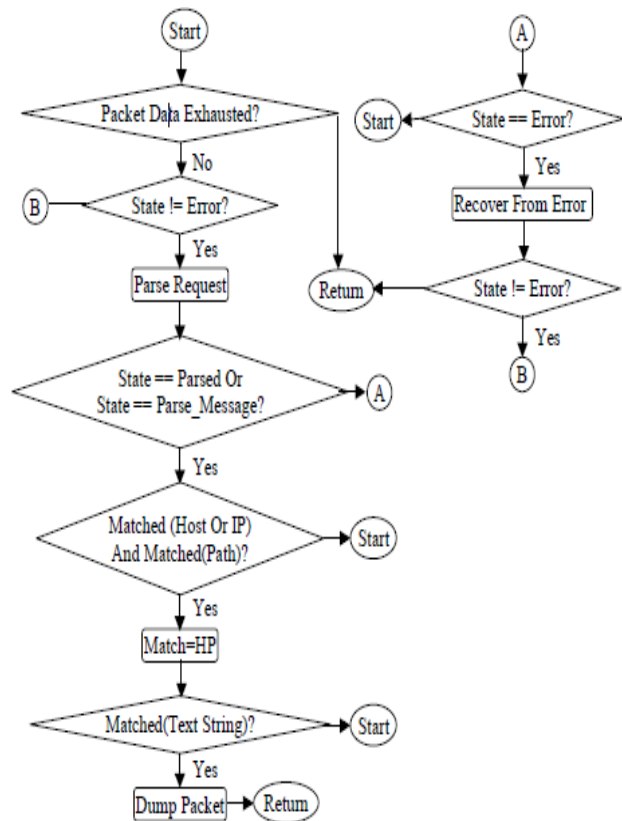 Start
Packet Data Exhausted?
No
B
State != Error?
Yes
Parse Request
State == Parsed Or
State == Parse_Message?
A
Yes
Matched (Host Or IP)
And Matched(Path)?
Start
Yes
Match=HP
Matched(Text String)?
Start
Yes
Dump Packet
Return
A
Start
State == Error?
Yes
Recover From Error
Return
State != Error?
Yes
B